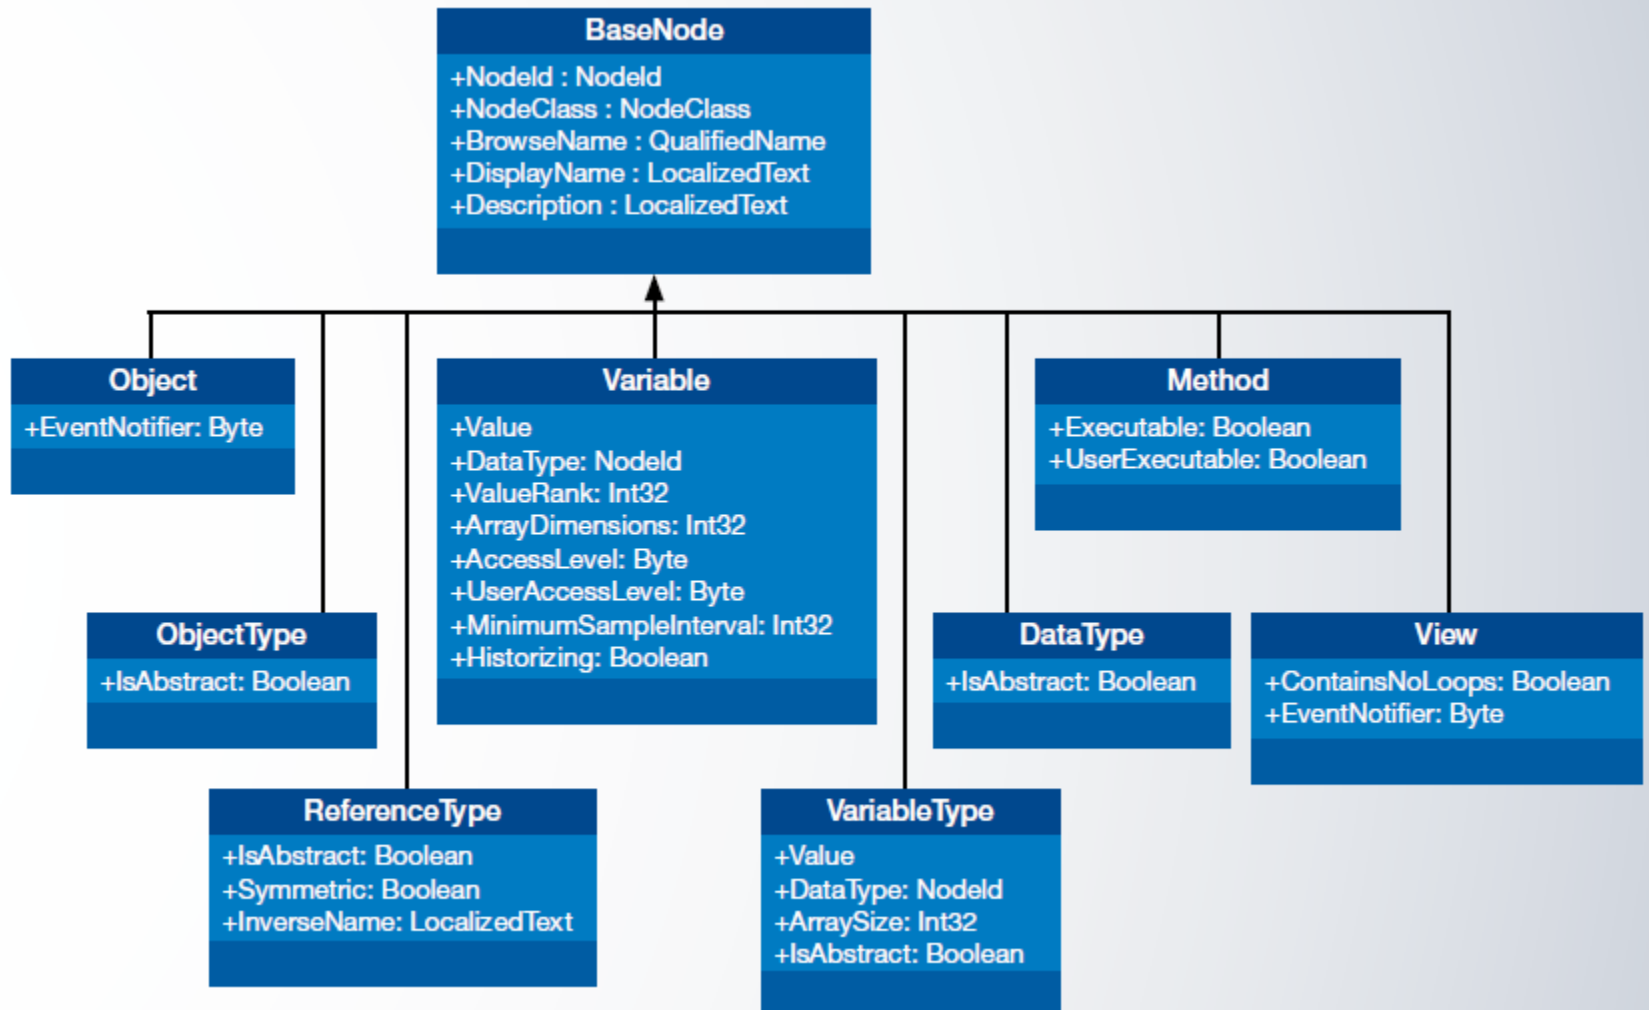 BaseNode
+NodeId : NodeId
+NodeClass : NodeClass
+BrowseName : QualifiedName
+DisplayName : LocalizedText
+Description : LocalizedText
Object
+EventNotifier: Byte
Variable
+Value
+DataType: NodeId
+ValueRank: Int32
+ArrayDimensions: Int32
+AccessLevel: Byte
+UserAccessLevel: Byte
+MinimumSampleInterval: Int32
+Historizing: Boolean
Method
+Executable: Boolean
+UserExecutable: Boolean
ObjectType
+IsAbstract: Boolean
DataType
+IsAbstract: Boolean
View
+ContainsNoLoops: Boolean
+EventNotifier: Byte
ReferenceType
+IsAbstract: Boolean
+Symmetric: Boolean
+InverseName: LocalizedText
VariableType
+Value
+DataType: NodeId
+ArraySize: Int32
+IsAbstract: Boolean